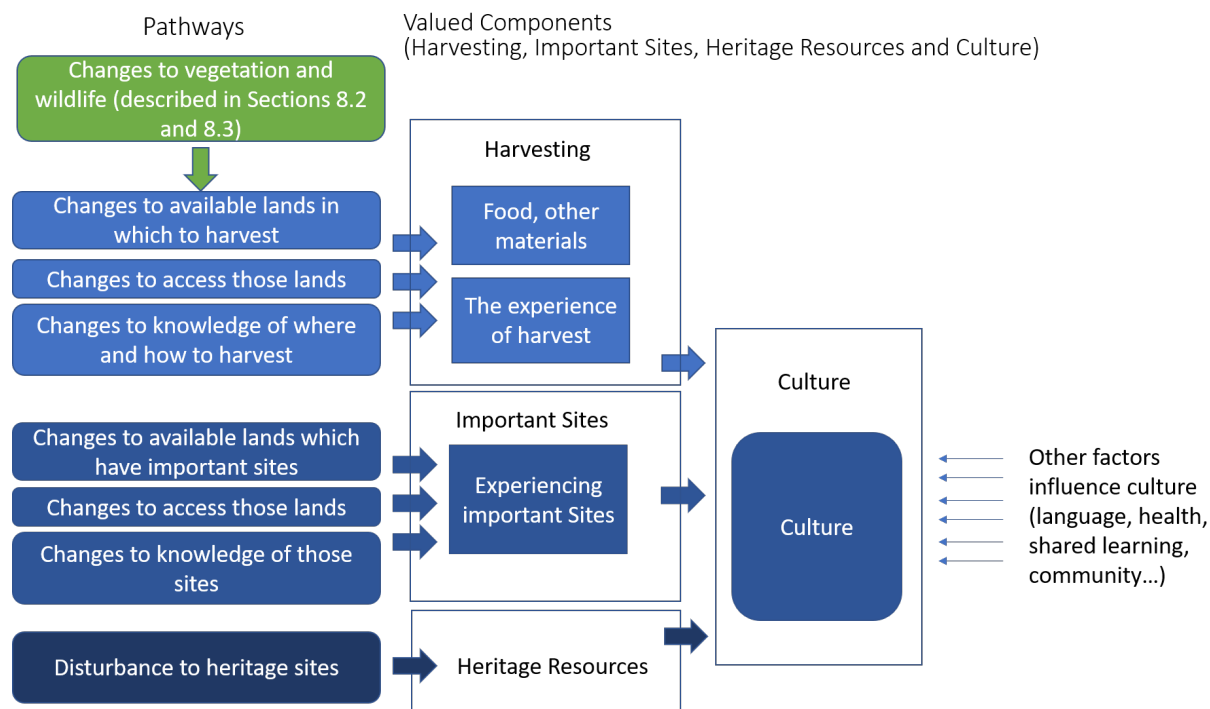 Pathways
Valued Components
(Harvesting, Important Sites, Heritage Resources and Culture)
Changes to vegetation and
wildlife (described in Sections 8.2
and 8.3)
Changes to available lands in
which to harvest
Changes to access those lands
Changes to knowledge of where
and how to harvest
Harvesting
Food, other
materials
The experience
of harvest
Changes to available lands which
have important sites
Changes to access those lands
Changes to knowledge of those
sites
Important Sites
Experiencing
important Sites
Disturbance to heritage sites
Heritage Resources
Culture
Culture
Other factors
influence culture
(language, health,
shared learning,
community...)